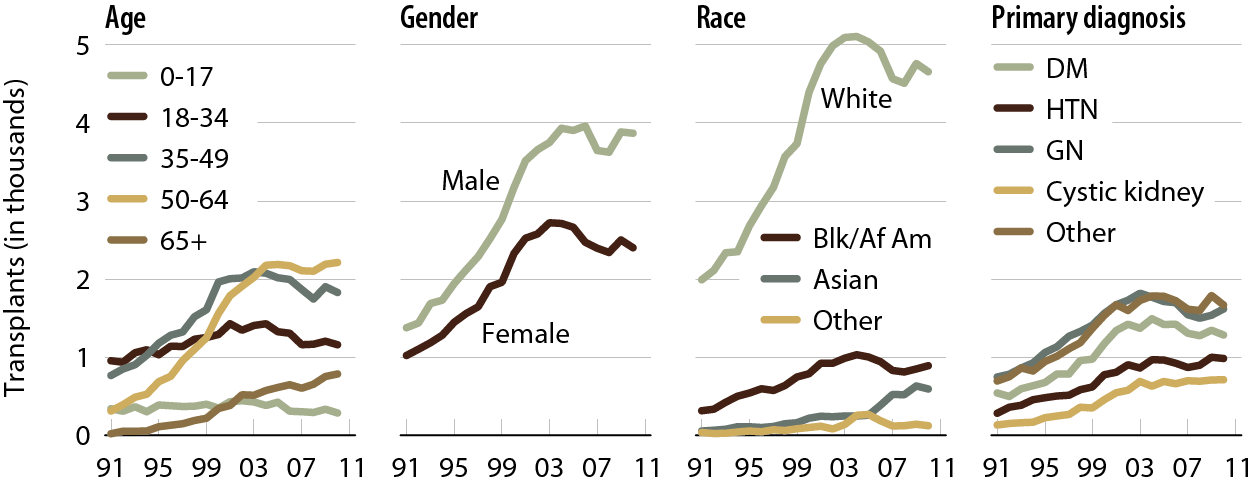 Age
Gender
Race
Primary diagnosis
Transplants (in thousands)
5
4
3
2
1
0
0-17
18-34
35-49
50-64
65+
91 95 99 03 07 11
Male
Female
91 95 99 03 07 11
White
Blk/Af Am
Asian
Other
91 95 99 03 07 11
DM
HTN
GN
Cystic kidney
Other
91 95 99 03 07 11